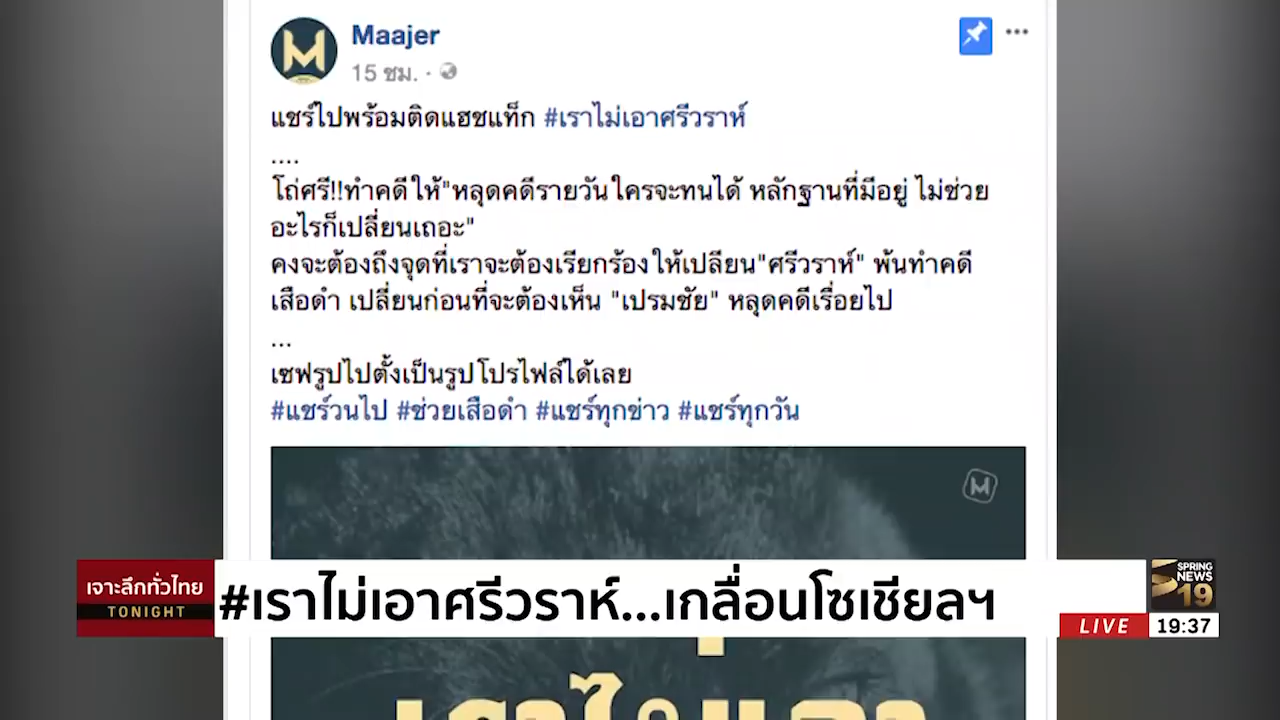 Maajer
15 ชม. ·
แชร์ไปพร้อมติดแฮชแท็ก #เราไม่เอาศรีวราห์
....
โถ่ศรี!!ทำคดีให้"หลุดคดีรายวันใครจะทนได้ หลักฐานที่มีอยู่ ไม่ช่วย
อะไรก็เปลี่ยนเถอะ"
คงจะต้องถึงจุดที่เราจะต้องเรียกร้องให้เปลียน"ศรีวราห์" พ้นทำคดี
เสือดำ เปลี่ยนก่อนที่จะต้องเห็น "เปรมชัย" หลุดคดีเรื่อยไป
...
เซฟรูปไปตั้งเป็นรูปโปรไฟล์ได้เลย
#แชร์วนไป #ช่วยเสือดำ #แชร์ทุกข่าว #แชร์ทุกวัน
เจาะลึกทั่วไทย
TONIGHT
#เราไม่เอาศรีวราห์...เกลื่อนโซเชียลฯ
SPRING
NEWS
19
LIVE 19:37